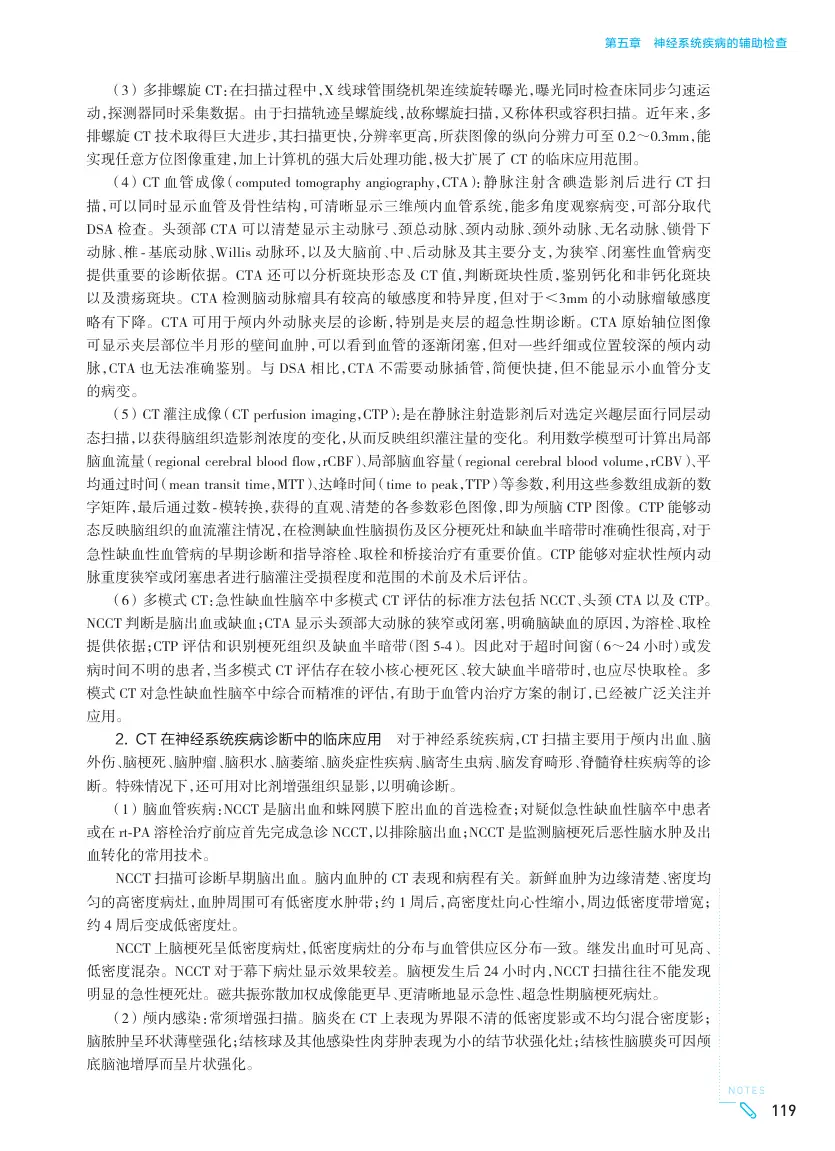 第五章 神经系统疾病的辅助检查
（3）多排螺旋 CT：在扫描过程中，X 线球管围绕机架连续旋转曝光，曝光同时检查床同步匀速运
动，探测器同时采集数据。由于扫描轨迹呈螺旋线，故称螺旋扫描，又称体积或容积扫描。近年来，多
排螺旋 CT 技术取得巨大进步，其扫描更快，分辨率更高，所获图像的纵向分辨力可至 0.2～0.3mm，能
实现任意方位图像重建，加上计算机的强大后处理功能，极大扩展了 CT 的临床应用范围。
（4）CT 血管成像（computed tomography angiography，CTA）：静脉注射含碘造影剂后进行 CT 扫
描，可以同时显示血管及骨性结构，可清晰显示三维颅内血管系统，能多角度观察病变，可部分取代
DSA 检查。头颈部 CTA 可以清楚显示主动脉弓、颈总动脉、颈内动脉、颈外动脉、无名动脉、锁骨下
动脉、椎 - 基底动脉、Willis 动脉环，以及大脑前、中、后动脉及其主要分支，为狭窄、闭塞性血管病变
提供重要的诊断依据。CTA 还可以分析斑块形态及 CT 值，判断斑块性质，鉴别钙化和非钙化斑块
以及溃疡斑块。CTA 检测脑动脉瘤具有较高的敏感度和特异度，但对于＜3mm 的小动脉瘤敏感度
略有下降。CTA 可用于颅内外动脉夹层的诊断，特别是夹层的超急性期诊断。CTA 原始轴位图像
可显示夹层部位半月形的壁间血肿，可以看到血管的逐渐闭塞，但对一些纤细或位置较深的颅内动
脉，CTA 也无法准确鉴别。与 DSA 相比，CTA 不需要动脉插管，简便快捷，但不能显示小血管分支
的病变。
（5）CT 灌注成像（CT perfusion imaging，CTP）：是在静脉注射造影剂后对选定兴趣层面行同层动
态扫描，以获得脑组织造影剂浓度的变化，从而反映组织灌注量的变化。利用数学模型可计算出局部
脑血流量（regional cerebral blood flow，rCBF）、局部脑血容量（regional cerebral blood volume，rCBV）、平
均通过时间（mean transit time，MTT）、达峰时间（time to peak，TTP）等参数，利用这些参数组成新的数
字矩阵，最后通过数 - 模转换，获得的直观、清楚的各参数彩色图像，即为颅脑 CTP 图像。CTP 能够动
态反映脑组织的血流灌注情况，在检测缺血性脑损伤及区分梗死灶和缺血半暗带时准确性很高，对于
急性缺血性血管病的早期诊断和指导溶栓、取栓和桥接治疗有重要价值。CTP 能够对症状性颅内动
脉重度狭窄或闭塞患者进行脑灌注受损程度和范围的术前及术后评估。
（6）多模式 CT：急性缺血性脑卒中多模式 CT 评估的标准方法包括 NCCT、头颈 CTA 以及 CTP。
NCCT 判断是脑出血或缺血；CTA 显示头颈部大动脉的狭窄或闭塞，明确脑缺血的原因，为溶栓、取栓
提供依据；CTP 评估和识别梗死组织及缺血半暗带（图 5-4）。因此对于超时间窗（6～24 小时）或发
病时间不明的患者，当多模式 CT 评估存在较小核心梗死区、较大缺血半暗带时，也应尽快取栓。多
模式 CT 对急性缺血性脑卒中综合而精准的评估，有助于血管内治疗方案的制订，已经被广泛关注并
应用。
2. CT 在神经系统疾病诊断中的临床应用 对于神经系统疾病，CT 扫描主要用于颅内出血、脑
外伤、脑梗死、脑肿瘤、脑积水、脑萎缩、脑炎症性疾病、脑寄生虫病、脑发育畸形、脊髓脊柱疾病等的诊
断。特殊情况下，还可用对比剂增强组织显影，以明确诊断。
（1）脑血管疾病：NCCT 是脑出血和蛛网膜下腔出血的首选检查；对疑似急性缺血性脑卒中患者
或在 rt-PA 溶栓治疗前应首先完成急诊 NCCT，以排除脑出血；NCCT 是监测脑梗死后恶性脑水肿及出
血转化的常用技术。
NCCT 扫描可诊断早期脑出血。脑内血肿的 CT 表现和病程有关。新鲜血肿为边缘清楚、密度均
匀的高密度病灶，血肿周围可有低密度水肿带；约 1 周后，高密度灶向心性缩小，周边低密度带增宽；
约 4 周后变成低密度灶。
NCCT 上脑梗死呈低密度病灶，低密度病灶的分布与血管供应区分布一致。继发出血时可见高、
低密度混杂。NCCT 对于幕下病灶显示效果较差。脑梗发生后 24 小时内，NCCT 扫描往往不能发现
明显的急性梗死灶。磁共振弥散加权成像能更早、更清晰地显示急性、超急性期脑梗死病灶。
（2）颅内感染：常须增强扫描。脑炎在 CT 上表现为界限不清的低密度影或不均匀混合密度影；
脑脓肿呈环状薄壁强化；结核球及其他感染性肉芽肿表现为小的结节状强化灶；结核性脑膜炎可因颅
底脑池增厚而呈片状强化。
NOTES
119